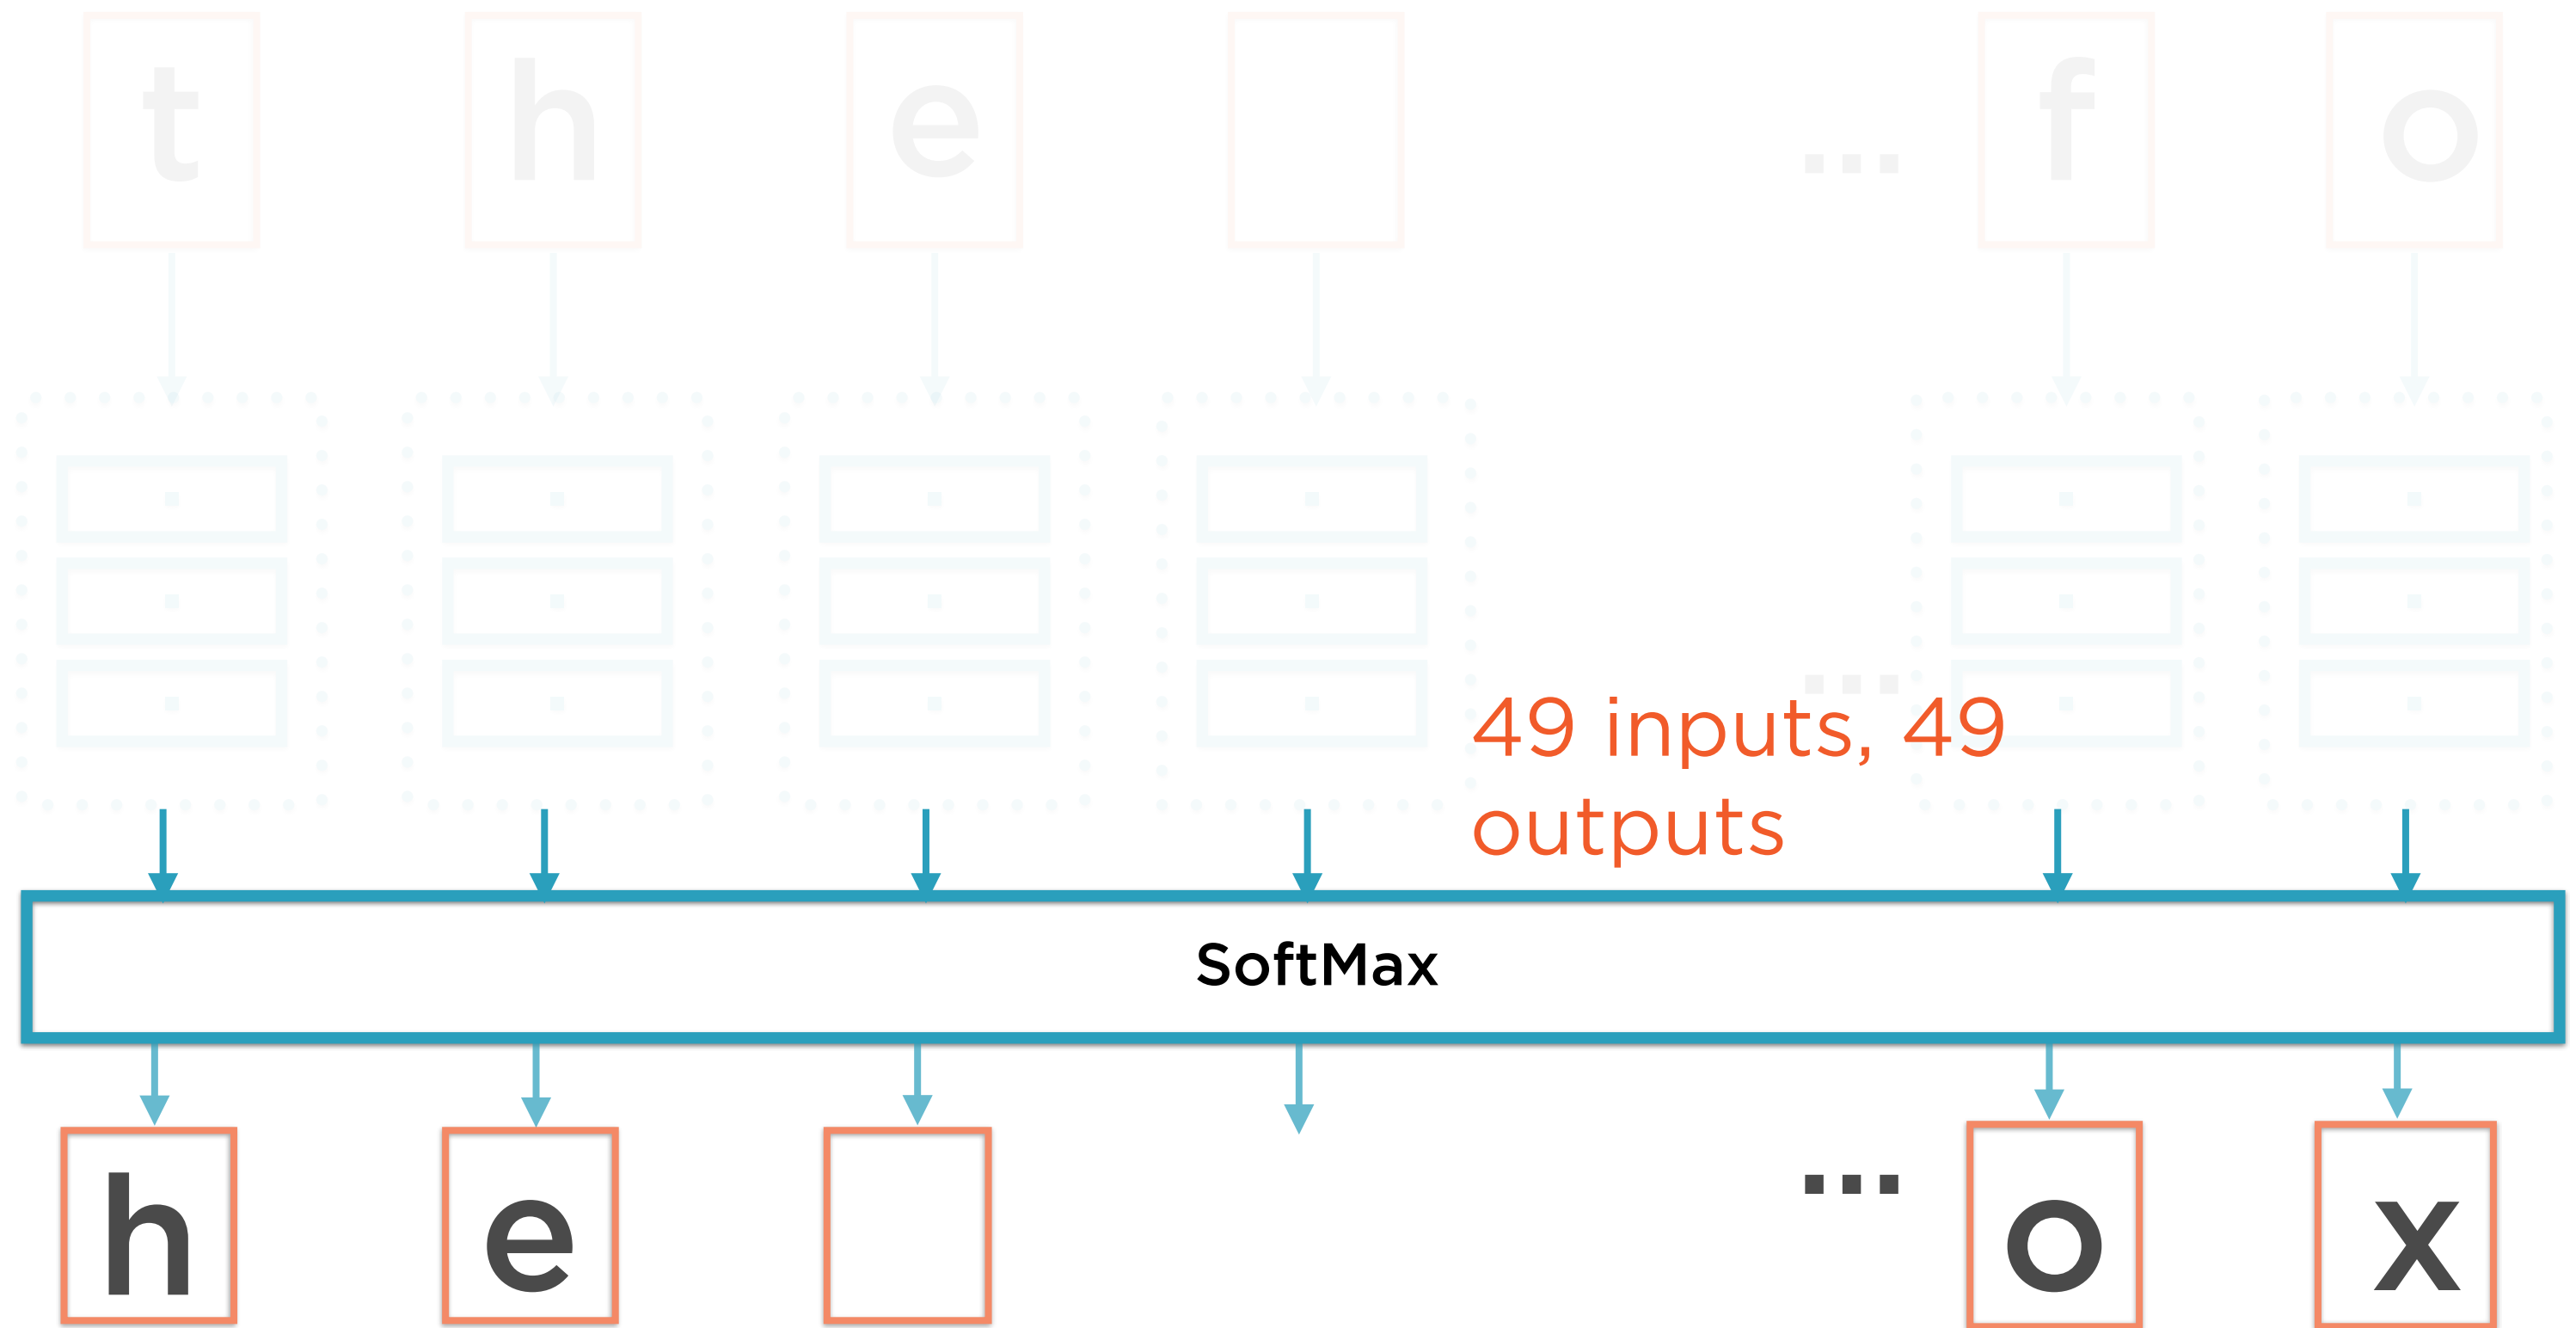 t h e ... f o
...
49 inputs, 49
outputs
SoftMax
h e ... o x